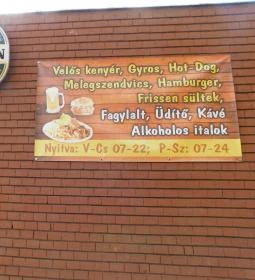 Velős kenyér, Gyros, Hot-Dog,
Melegszendvics, Hamburger,
Frissen sültek,
Fagylalt, Üdítő, Kávé
Alkoholos italok
Nyitva: V-Cs 07-22; P-Sz: 07-24